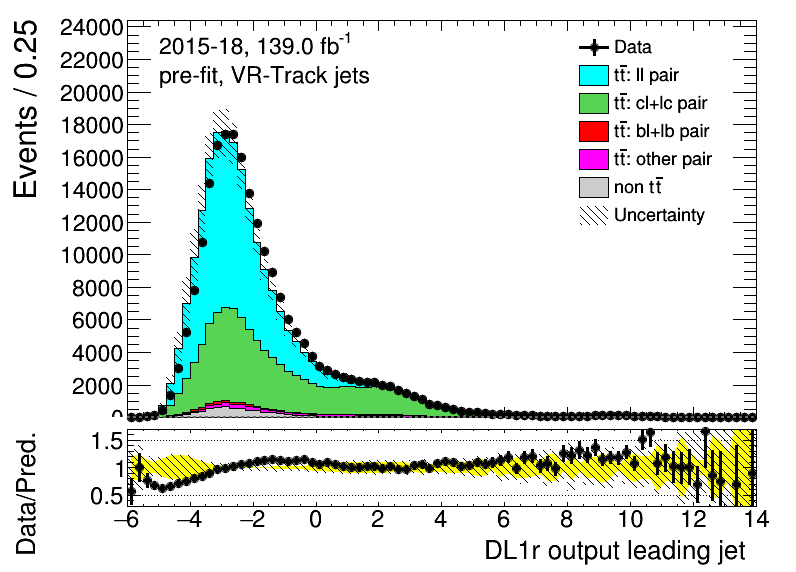 Events / 0.25
24000
22000
20000
18000
16000
14000
12000
10000
8000
6000
4000
2000
0
2015-18, 139.0 fb⁻¹
pre-fit, VR-Track jets
Data
tt̄: ll pair
tt̄: cl+lc pair
tt̄: bl+lb pair
tt̄: other pair
non tt̄
Uncertainty
Data/Pred.
1.5
1
0.5
−6 −4 −2 0 2 4 6 8 10 12 14
DL1r output leading jet